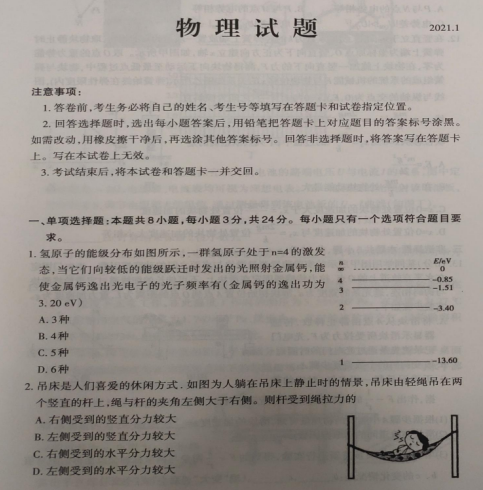 物理试题
2021.1
注意事项：
1. 答卷前,考生务必将自己的姓名、考生号等填写在答题卡和试卷指定位置。
2. 回答选择题时,选出每小题答案后,用铅笔把答题卡上对应题目的答案标号涂黑。
如需改动,用橡皮擦干净后,再选涂其他答案标号。回答非选择题时,将答案写在答题卡
上。写在本试卷上无效。
3. 考试结束后,将本试卷和答题卡一并交回。
一、单项选择题:本题共8小题,每小题3分,共24分。每小题只有一个选项符合题目要
求。
1. 氢原子的能级分布如图所示,一群氢原子处于n=4的激发
态,当它们向较低的能级跃迁时发出的光照射金属钙,能
使金属钙逸出光电子的光子频率有(金属钙的逸出功为
3. 20 eV)
A. 3种
B. 4种
C. 5种
D. 6种
n E/eV
∞ 0
4 -0.85
3 -1.51
2 -3.40
1 -13.60
2. 吊床是人们喜爱的休闲方式. 如图为人躺在吊床上静止时的情景,吊床由轻绳吊在两
个竖直的杆上,绳与杆的夹角左侧大于右侧。则杆受到绳拉力的
A. 右侧受到的竖直分力较大
B. 左侧受到的竖直分力较大
C. 右侧受到的水平分力较大
D. 左侧受到的水平分力较大